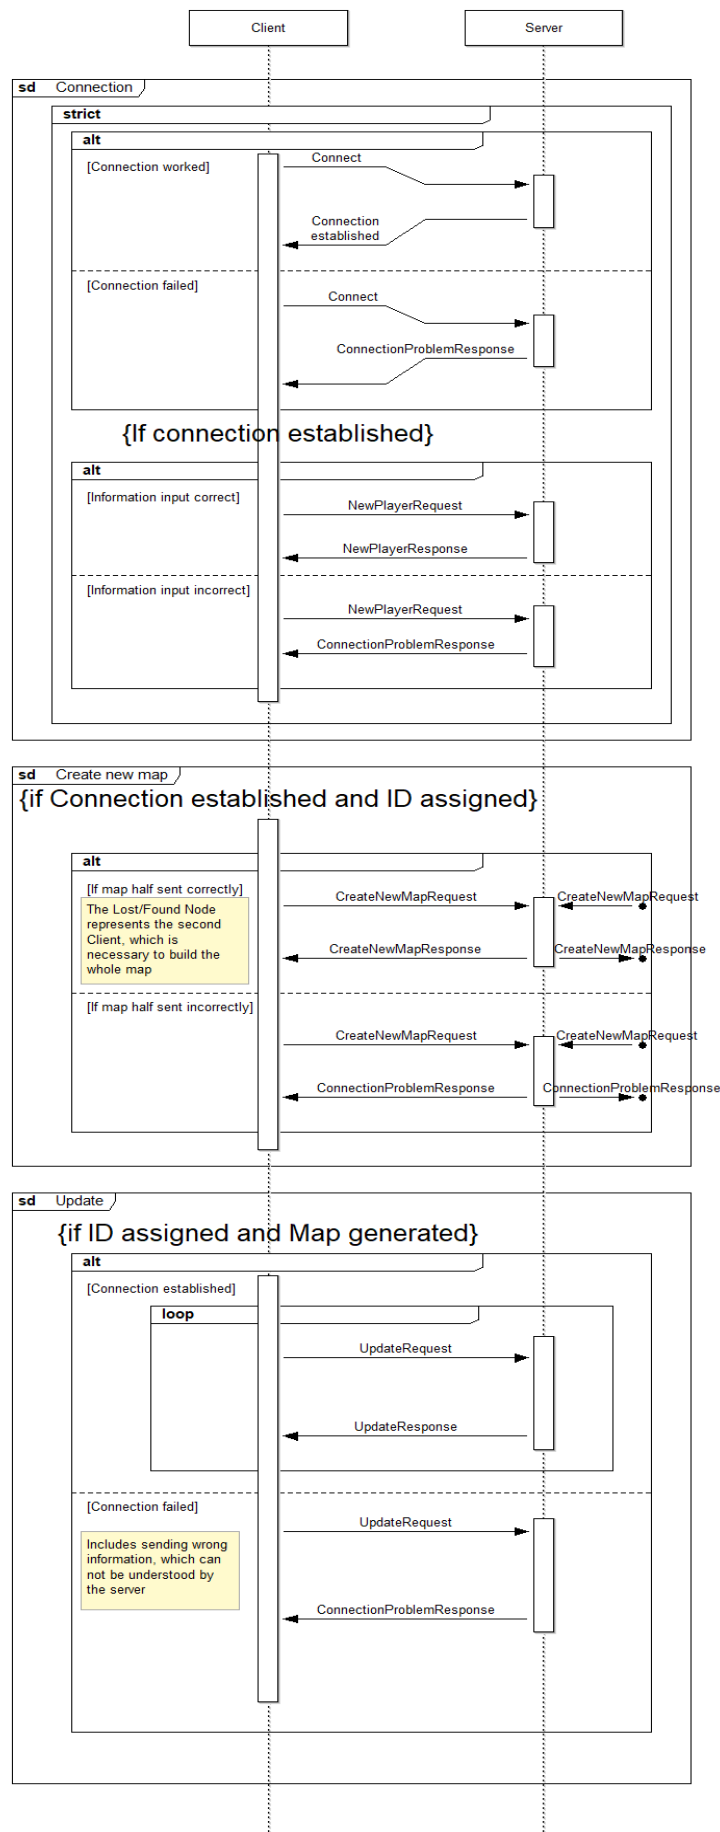 Client
Server
sd Connection
strict
alt
[Connection worked]
Connect
Connection
established
[Connection failed]
Connect
ConnectionProblemResponse
{If connection established}
alt
[Information input correct]
NewPlayerRequest
NewPlayerResponse
[Information input incorrect]
NewPlayerRequest
ConnectionProblemResponse
sd Create new map
{if Connection established and ID assigned}
alt
[If map half sent correctly]
CreateNewMapRequest
CreateNewMapRequest
The Lost/Found Node
represents the second
Client, which is
necessary to build the
whole map
CreateNewMapResponse
CreateNewMapResponse
[If map half sent incorrectly]
CreateNewMapRequest
CreateNewMapRequest
ConnectionProblemResponse
ConnectionProblemResponse
sd Update
{if ID assigned and Map generated}
alt
[Connection established]
loop
UpdateRequest
UpdateResponse
[Connection failed]
UpdateRequest
Includes sending wrong
information, which can
not be understood by
the server
ConnectionProblemResponse